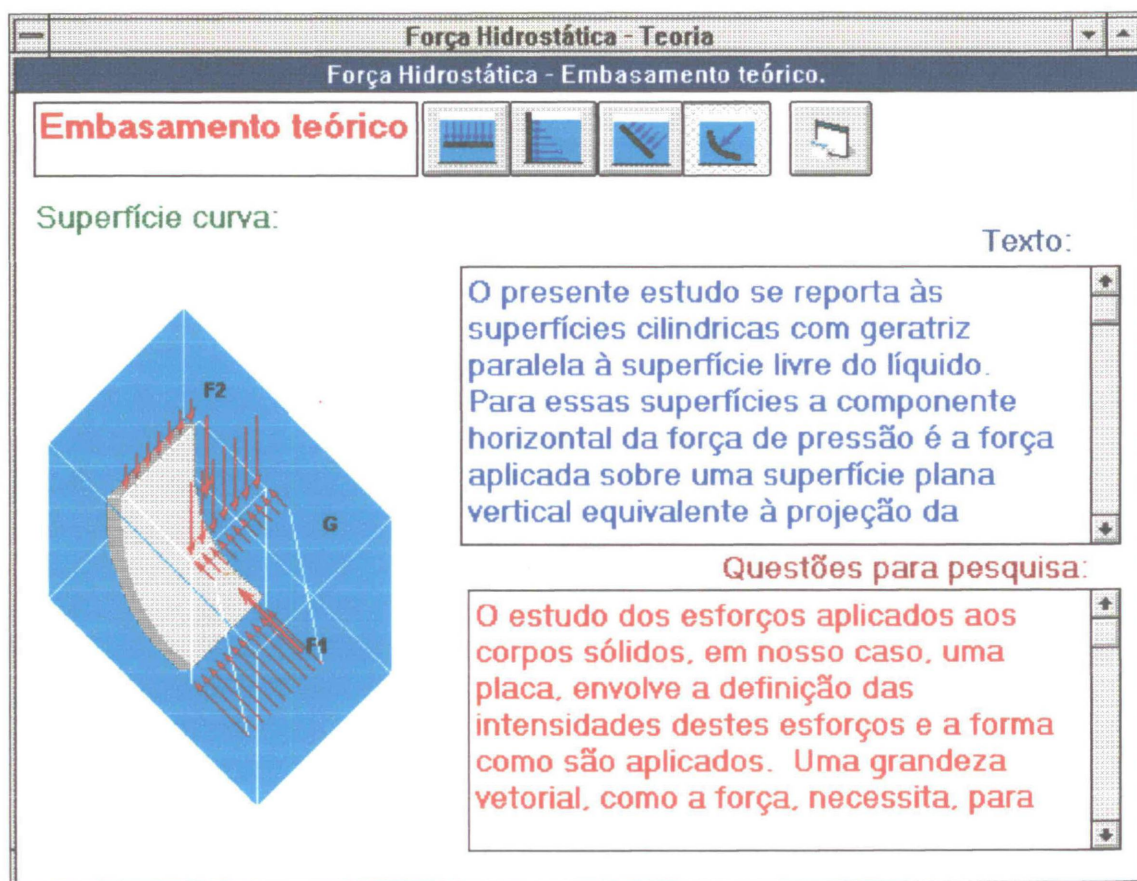 Força Hidrostática - Teoria
Força Hidrostática - Embasamento teórico.
Embasamento teórico
Superfície curva:
F2
G
F1
Texto:
O presente estudo se reporta às
superfícies cilindricas com geratriz
paralela à superfície livre do líquido.
Para essas superfícies a componente
horizontal da força de pressão é a força
aplicada sobre uma superfície plana
vertical equivalente à projeção da
Questões para pesquisa:
O estudo dos esforços aplicados aos
corpos sólidos, em nosso caso, uma
placa, envolve a definição das
intensidades destes esforços e a forma
como são aplicados.  Uma grandeza
vetorial, como a força, necessita, para